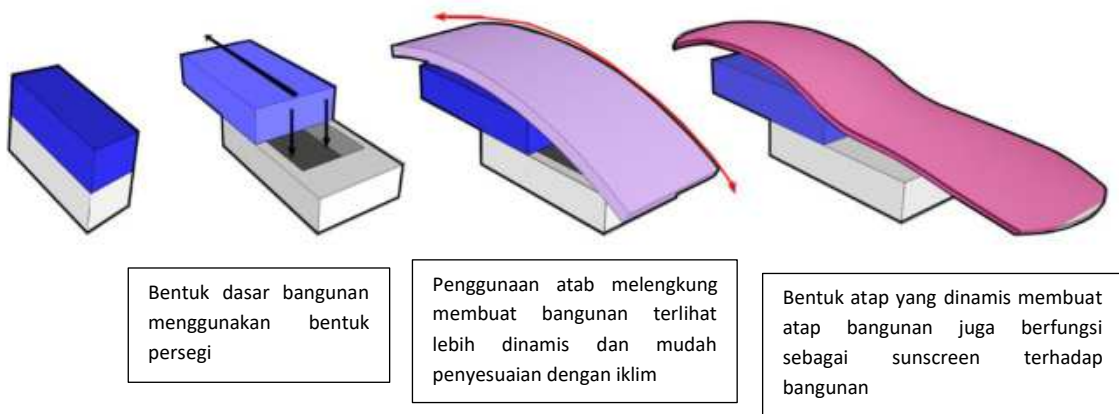 Bentuk dasar bangunan
menggunakan bentuk
persegi
Penggunaan atab melengkung
membuat bangunan terlihat
lebih dinamis dan mudah
penyesuaian dengan iklim
Bentuk atap yang dinamis membuat
atap bangunan juga berfungsi
sebagai sunscreen terhadap
bangunan